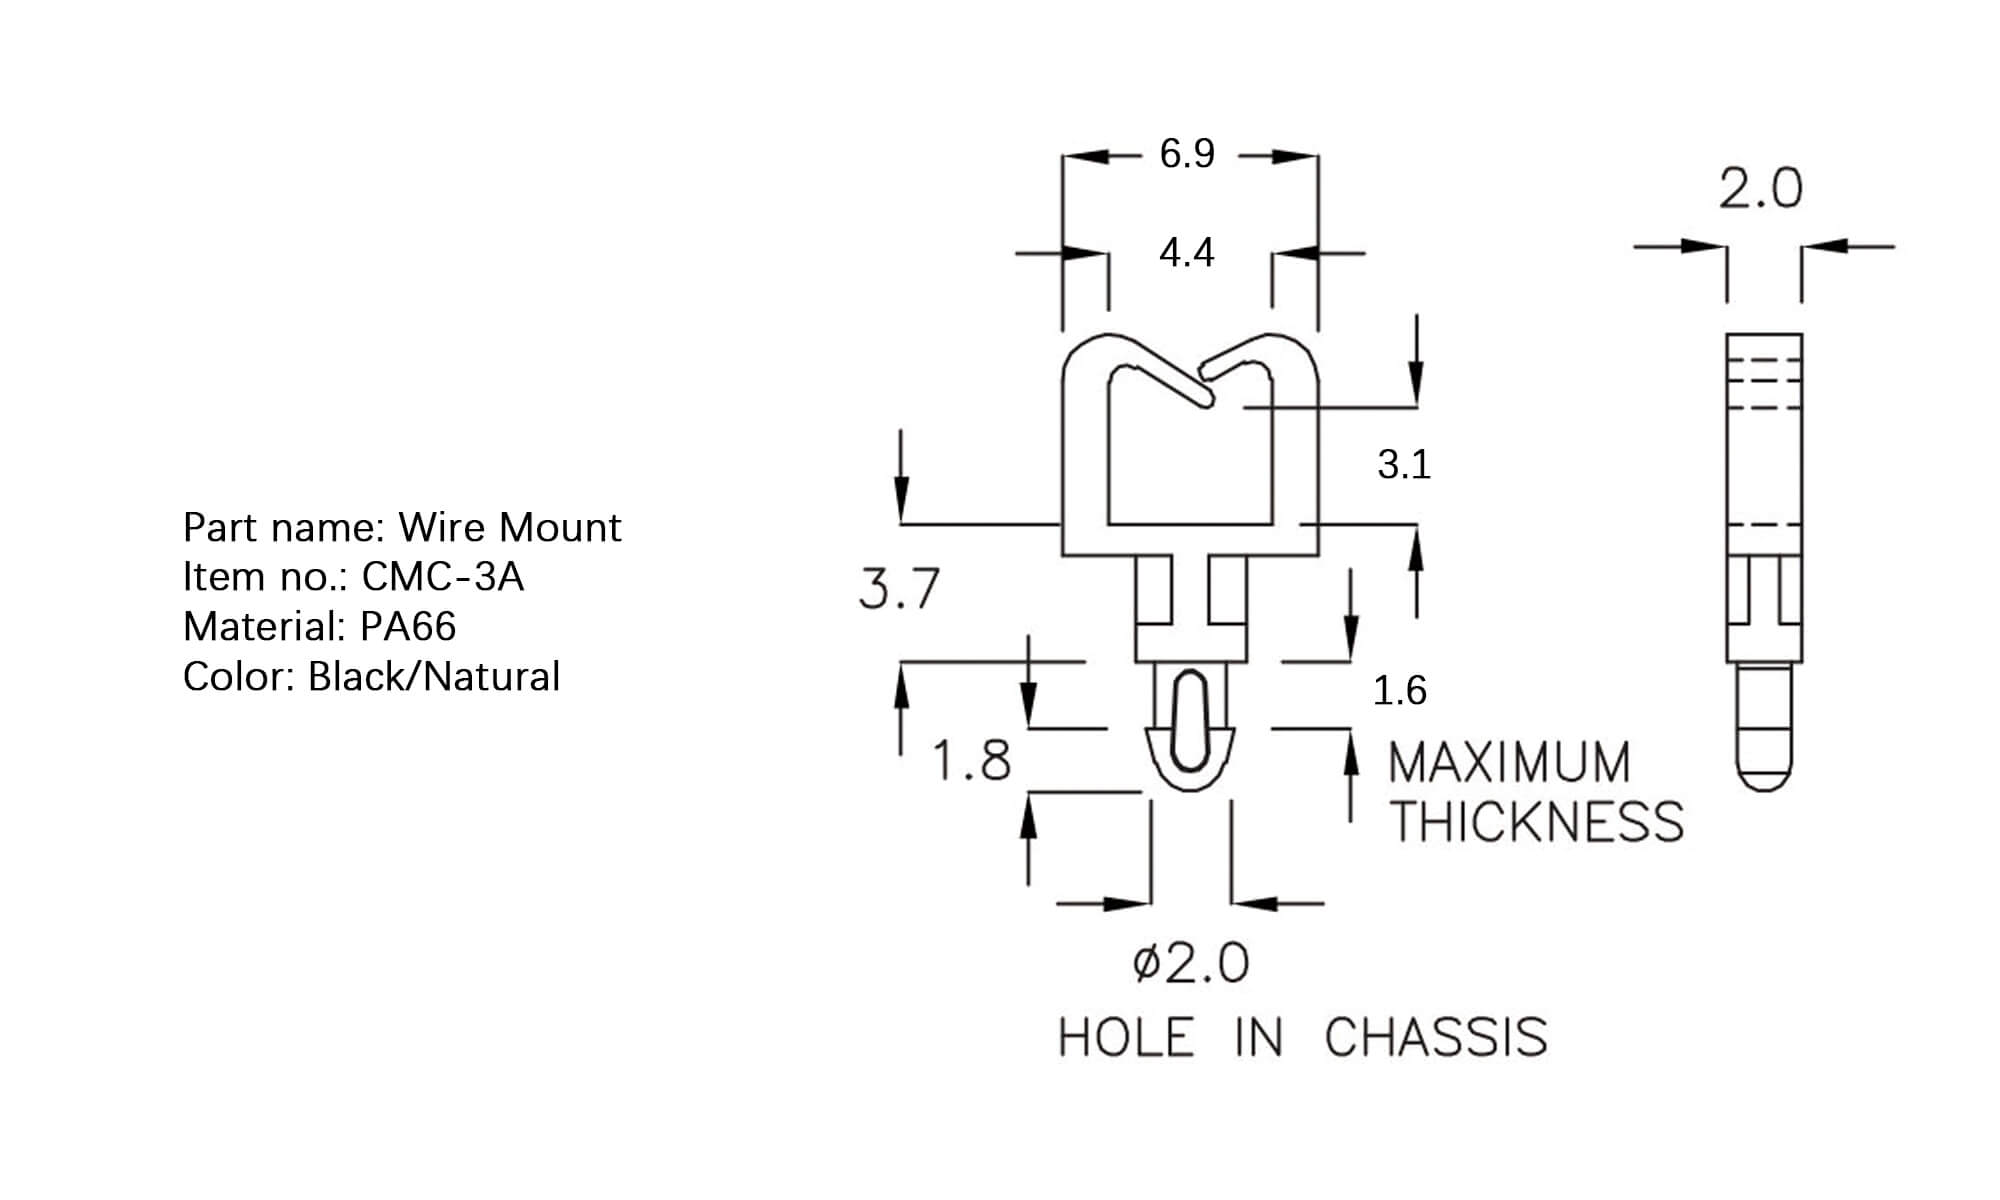 Part name: Wire Mount
Item no.: CMC-3A
Material: PA66
Color: Black/Natural
6.9
4.4
2.0
3.1
3.7
1.6
MAXIMUM
THICKNESS
1.8
ø2.0
HOLE IN CHASSIS